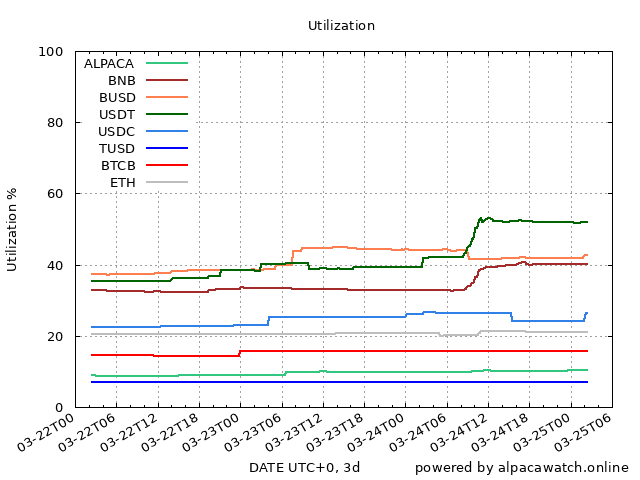 Utilization
100
80
60
40
20
0
Utilization %
ALPACA
BNB
BUSD
USDT
USDC
TUSD
BTCB
ETH
03-22T00
03-22T06
03-22T12
03-22T18
03-23T00
03-23T06
03-23T12
03-23T18
03-24T00
03-24T06
03-24T12
03-24T18
03-25T00
03-25T06
DATE UTC+0, 3d
powered by alpacawatch.online